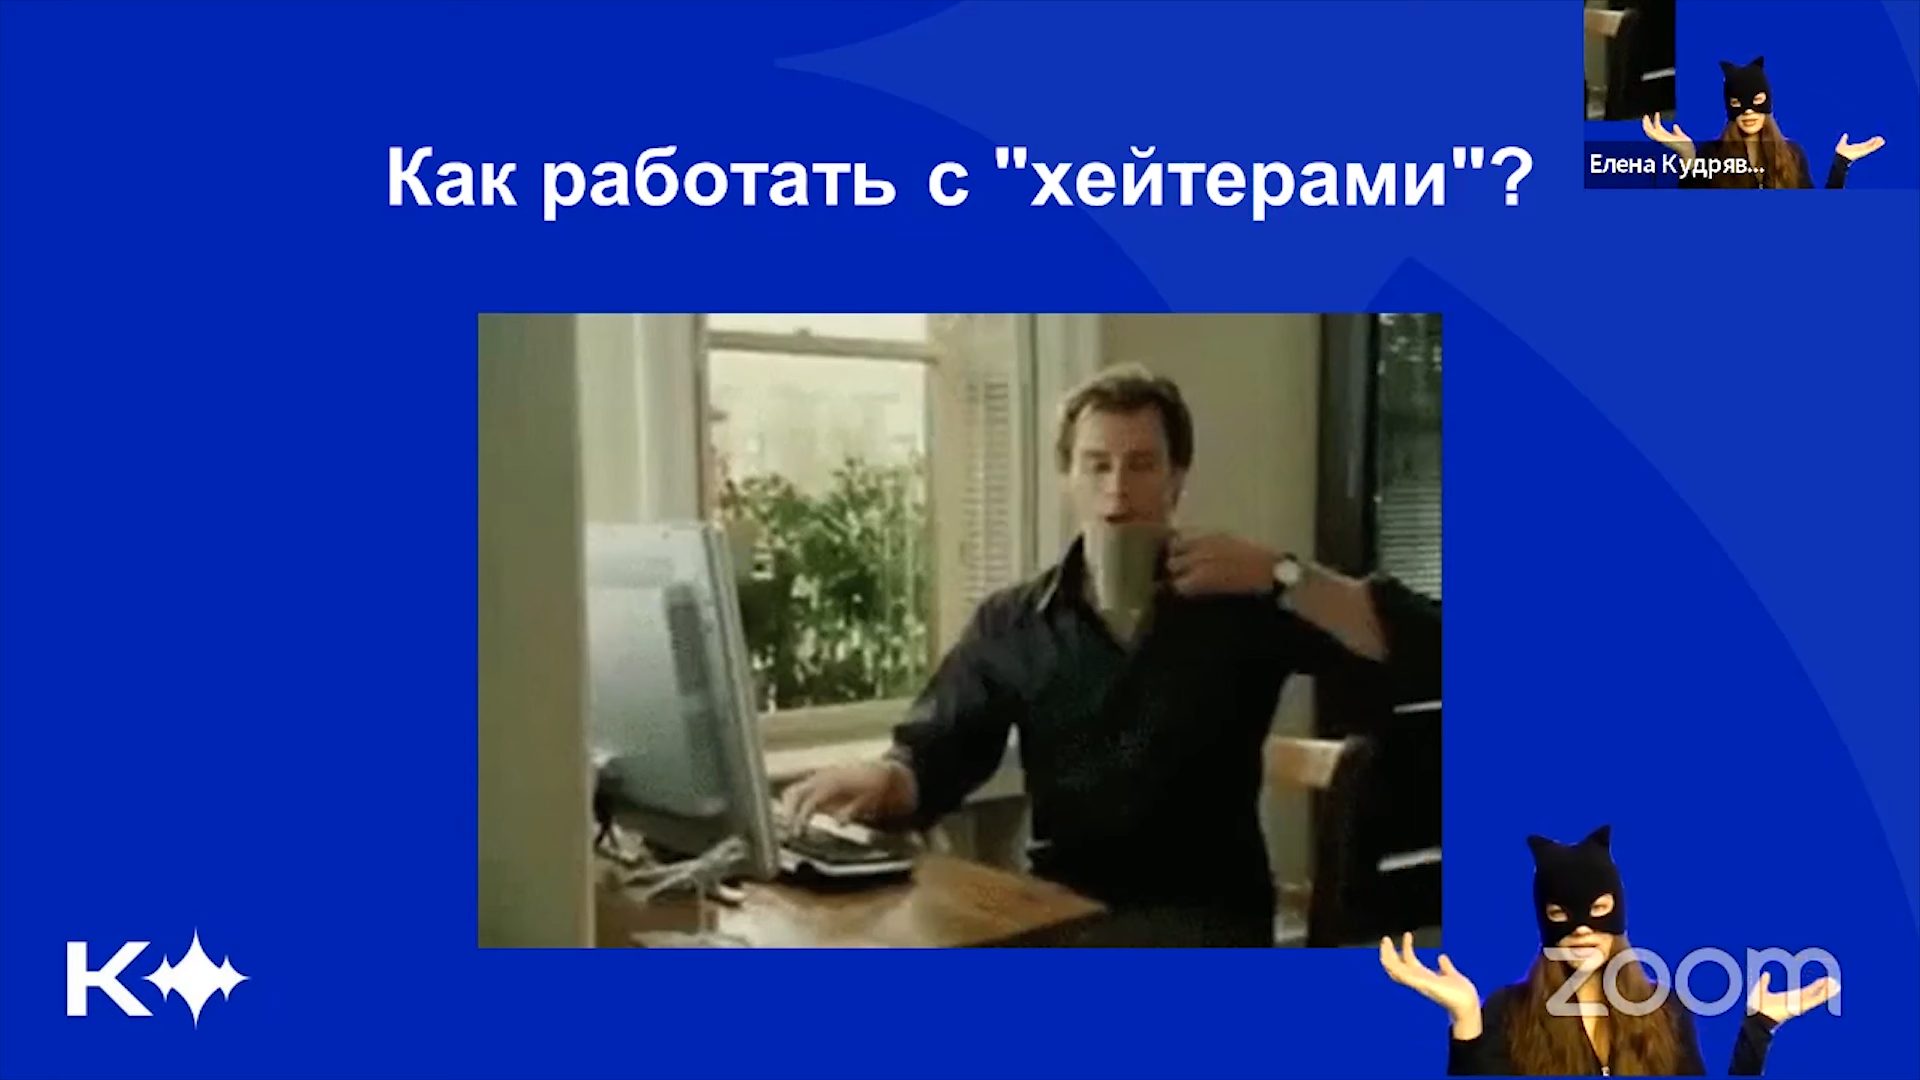 Как работать с "хейтерами"?
Елена Кудряв...
К
zoom